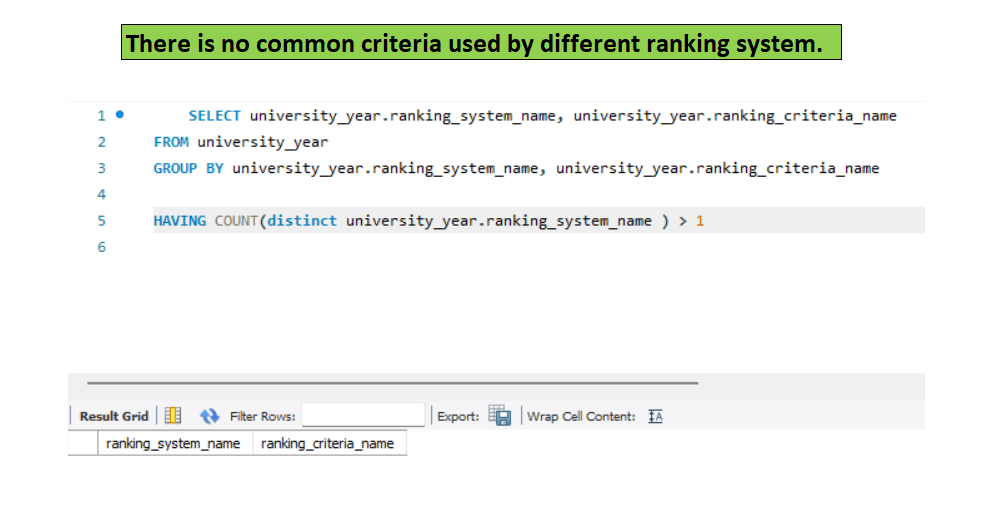 There is no common criteria used by different ranking system.
1 SELECT university_year.ranking_system_name, university_year.ranking_criteria_name
2 FROM university_year
3 GROUP BY university_year.ranking_system_name, university_year.ranking_criteria_name
4
5 HAVING COUNT(distinct university_year.ranking_system_name ) > 1
6
Result Grid Filter Rows: Export: Wrap Cell Content: IA
ranking_system_name ranking_criteria_name